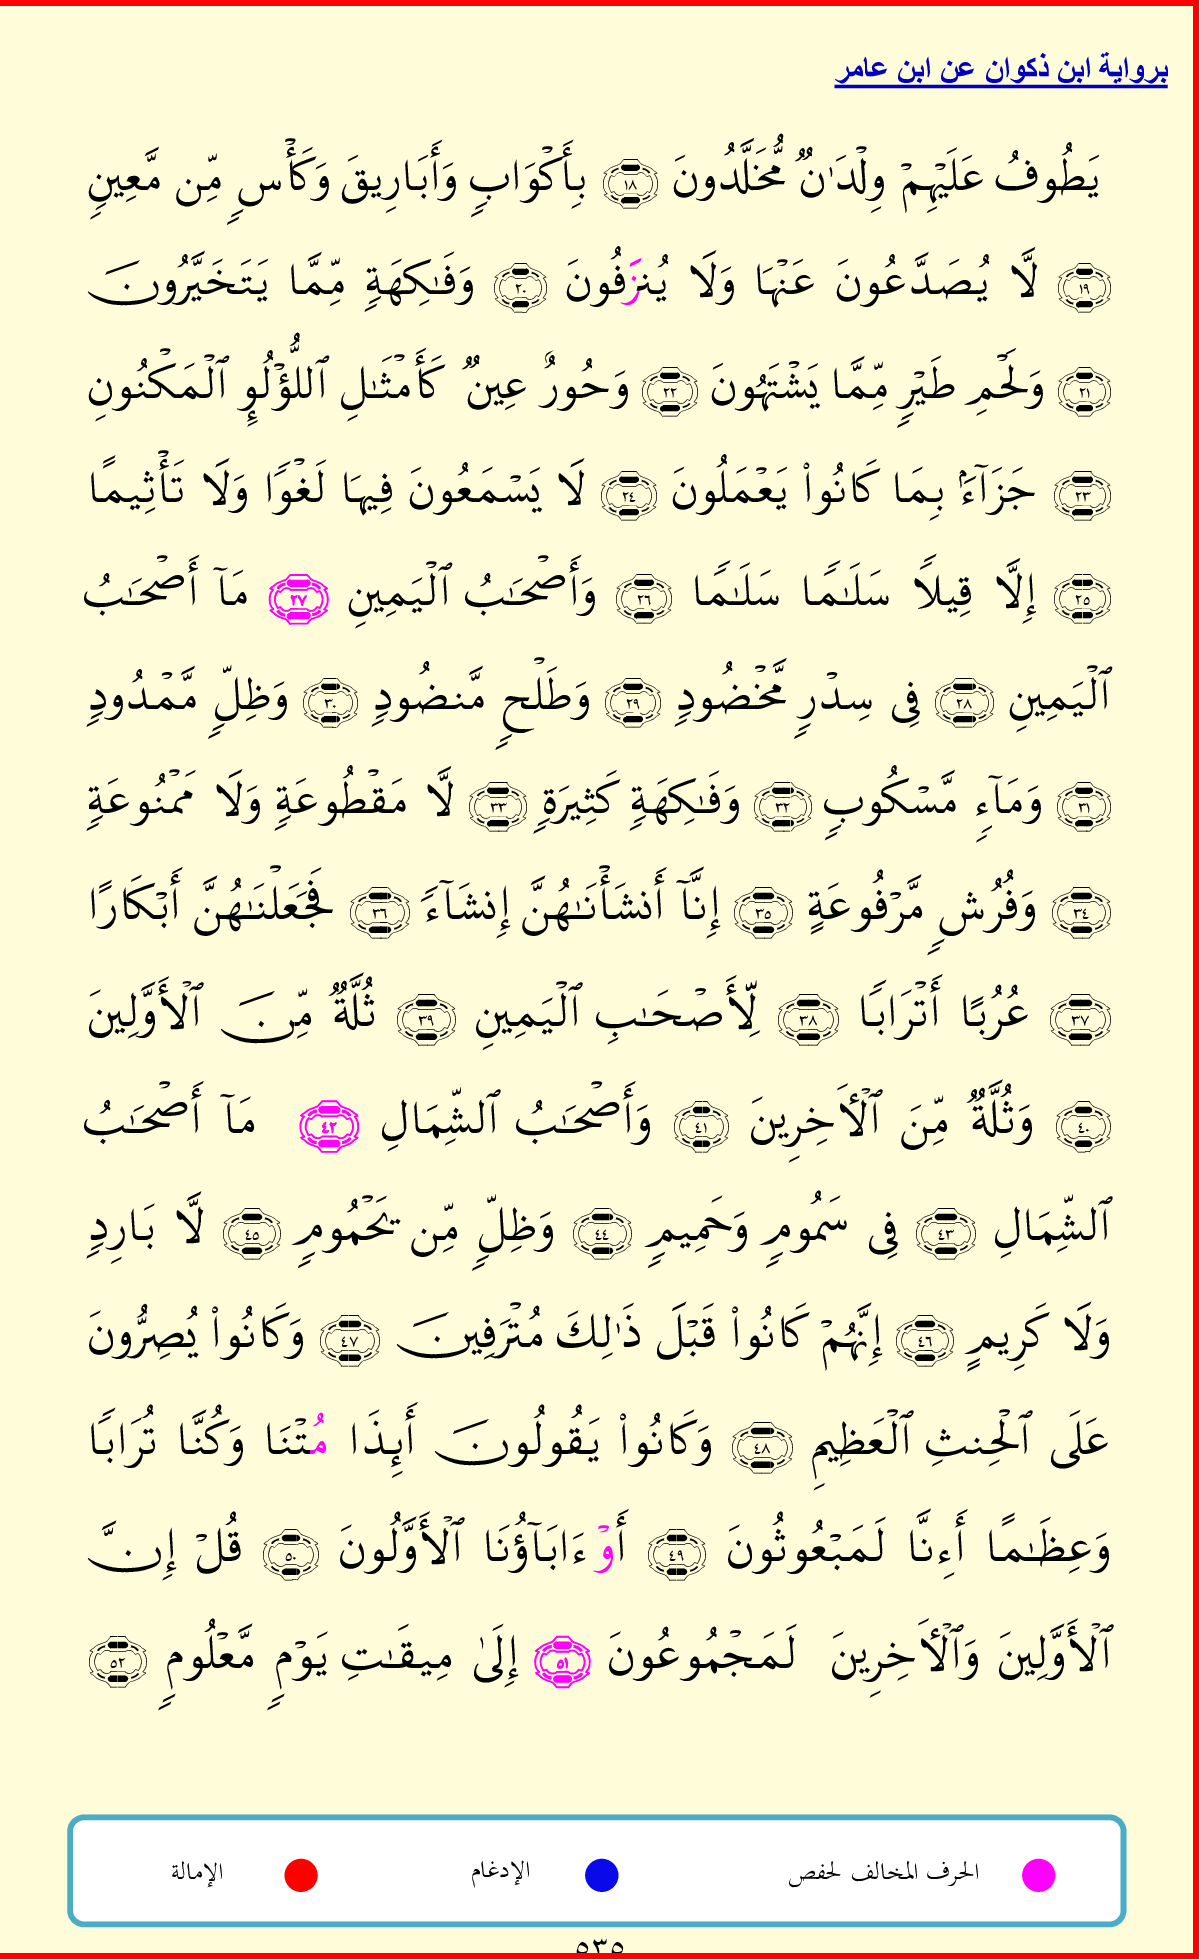 برواية ابن ذكوان عن ابن عامر
يَطُوفُ عَلَيْهِمْ وِلْدَٰنٌ مُّخَلَّدُونَ ١٨ بِأَكْوَابٍ وَأَبَارِيقَ وَكَأْسٍ مِّن مَّعِينٍ
١٩ لَّا يُصَدَّعُونَ عَنْهَا وَلَا يُنزَفُونَ ٢٠ وَفَٰكِهَةٍ مِّمَّا يَتَخَيَّرُونَ
٢١ وَلَحْمِ طَيْرٍ مِّمَّا يَشْتَهُونَ ٢٢ وَحُورٌ عِينٌ كَأَمْثَٰلِ ٱللُّؤْلُوِٕ ٱلْمَكْنُونِ
٢٣ جَزَآءًۢ بِمَا كَانُوا۟ يَعْمَلُونَ ٢٤ لَا يَسْمَعُونَ فِيهَا لَغْوًا وَلَا تَأْثِيمًا
٢٥ إِلَّا قِيلًا سَلَٰمًا سَلَٰمًا ٢٦ وَأَصْحَٰبُ ٱلْيَمِينِ ٢٧ مَآ أَصْحَٰبُ
ٱلْيَمِينِ ٢٨ فِى سِدْرٍ مَّخْضُودٍ ٢٩ وَطَلْحٍ مَّنضُودٍ ٣٠ وَظِلٍّ مَّمْدُودٍ
٣١ وَمَآءٍ مَّسْكُوبٍ ٣٢ وَفَٰكِهَةٍ كَثِيرَةٍ ٣٣ لَّا مَقْطُوعَةٍ وَلَا مَمْنُوعَةٍ
٣٤ وَفُرُشٍ مَّرْفُوعَةٍ ٣٥ إِنَّآ أَنشَأْنَٰهُنَّ إِنشَآءً ٣٦ فَجَعَلْنَٰهُنَّ أَبْكَارًا
٣٧ عُرُبًا أَتْرَابًا ٣٨ لِّأَصْحَٰبِ ٱلْيَمِينِ ٣٩ ثُلَّةٌ مِّنَ ٱلْأَوَّلِينَ
٤٠ وَثُلَّةٌ مِّنَ ٱلْأَخِرِينَ ٤١ وَأَصْحَٰبُ ٱلشِّمَالِ ٤٢ مَآ أَصْحَٰبُ
ٱلشِّمَالِ ٤٣ فِى سَمُومٍ وَحَمِيمٍ ٤٤ وَظِلٍّ مِّن يَحْمُومٍ ٤٥ لَّا بَارِدٍ
وَلَا كَرِيمٍ ٤٦ إِنَّهُمْ كَانُوا۟ قَبْلَ ذَٰلِكَ مُتْرَفِينَ ٤٧ وَكَانُوا۟ يُصِرُّونَ
عَلَى ٱلْحِنثِ ٱلْعَظِيمِ ٤٨ وَكَانُوا۟ يَقُولُونَ أَئِذَا مُتْنَا وَكُنَّا تُرَابًا
وَعِظَٰمًا أَءِنَّا لَمَبْعُوثُونَ ٤٩ أَوْ ءَابَآؤُنَا ٱلْأَوَّلُونَ ٥٠ قُلْ إِنَّ
ٱلْأَوَّلِينَ وَٱلْأَخِرِينَ لَمَجْمُوعُونَ ٥١ إِلَىٰ مِيقَٰتِ يَوْمٍ مَّعْلُومٍ ٥٢
الحرف المخالف لحفص الإدغام الإمالة
٥٣٥